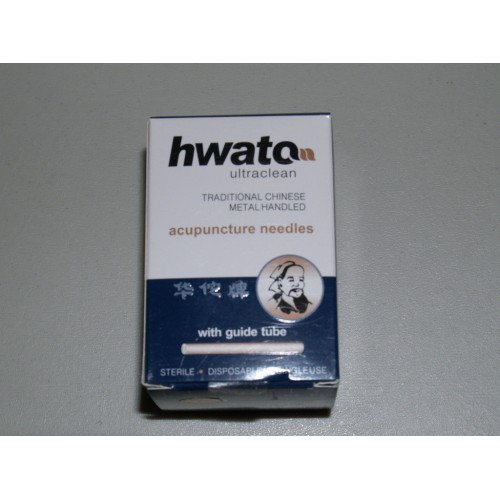 hwato
ultraclean
TRADITIONAL CHINESE
METAL HANDLED
acupuncture needles
华佗牌
with guide tube
STERILE • DISPOSABLE